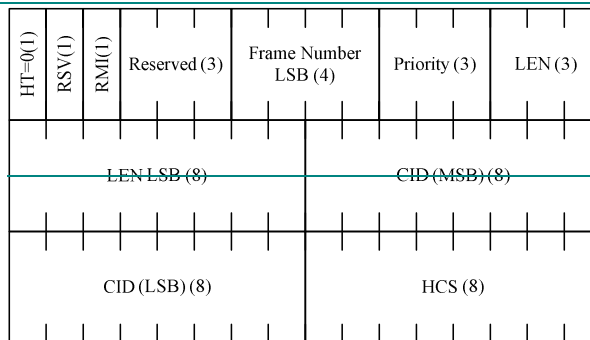 HT=0(1)
RSV(1)
RMI(1)
Reserved (3)
Frame Number
LSB (4)
Priority (3)
LEN (3)
LEN LSB (8)
CID (MSB) (8)
CID (LSB) (8)
HCS (8)